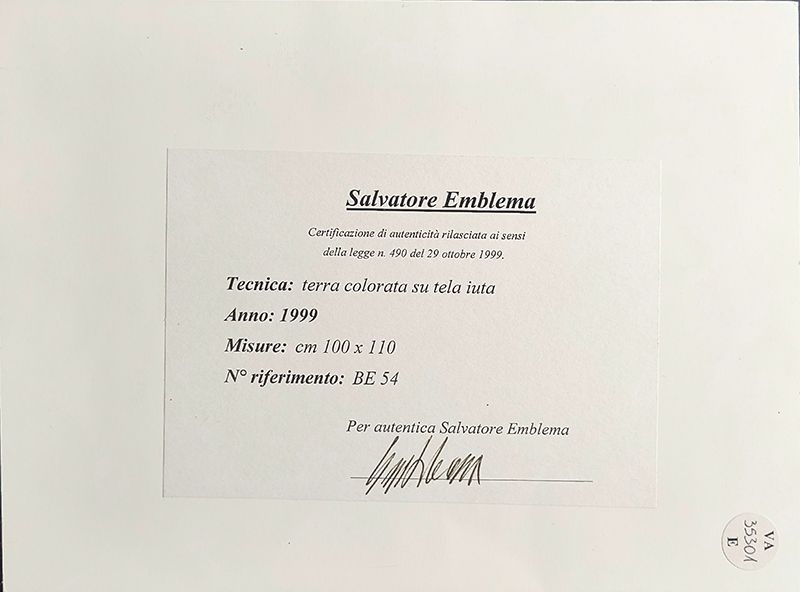 Salvatore Emblema
Certificazione di autenticità rilasciata ai sensi
della legge n. 490 del 29 ottobre 1999.
Tecnica: terra colorata su tela iuta
Anno: 1999
Misure: cm 100 x 110
N° riferimento: BE 54
Per autentica Salvatore Emblema
Emblema
VA
35301
E